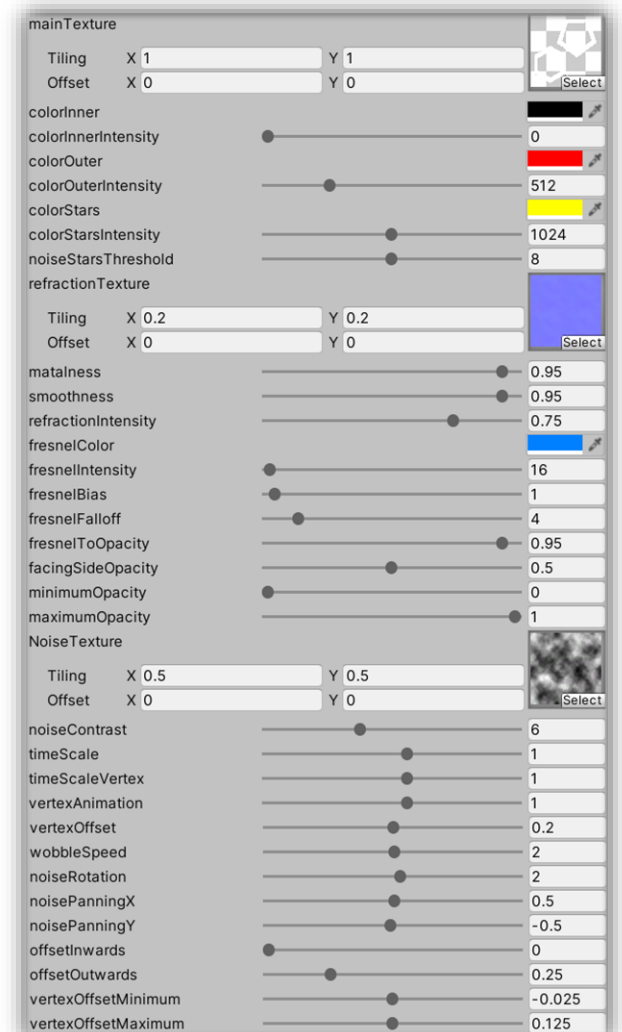 mainTexture
Tiling X 1 Y 1
Offset X 0 Y 0
Select
colorInner
colorInnerIntensity 0
colorOuter
colorOuterIntensity 512
colorStars
colorStarsIntensity 1024
noiseStarsThreshold 8
refractionTexture
Tiling X 0.2 Y 0.2
Offset X 0 Y 0
Select
matalness 0.95
smoothness 0.95
refractionIntensity 0.75
fresnelColor
fresnelIntensity 16
fresnelBias 1
fresnelFalloff 4
fresnelToOpacity 0.95
facingSideOpacity 0.5
minimumOpacity 0
maximumOpacity 1
NoiseTexture
Tiling X 0.5 Y 0.5
Offset X 0 Y 0
Select
noiseContrast 6
timeScale 1
timeScaleVertex 1
vertexAnimation 1
vertexOffset 0.2
wobbleSpeed 2
noiseRotation 2
noisePanningX 0.5
noisePanningY -0.5
offsetInwards 0
offsetOutwards 0.25
vertexOffsetMinimum -0.025
vertexOffsetMaximum 0.125